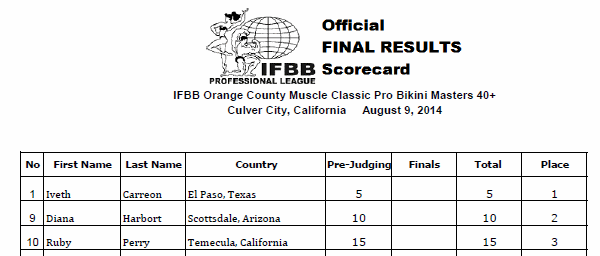 Official
FINAL RESULTS
IFBB Scorecard
PROFESSIONAL LEAGUE
IFBB Orange County Muscle Classic Pro Bikini Masters 40+
Culver City, California August 9, 2014
No First Name Last Name Country Pre-Judging Finals Total Place
1 Iveth Carreon El Paso, Texas 5 5 1
9 Diana Harbort Scottsdale, Arizona 10 10 2
10 Ruby Perry Temecula, California 15 15 3